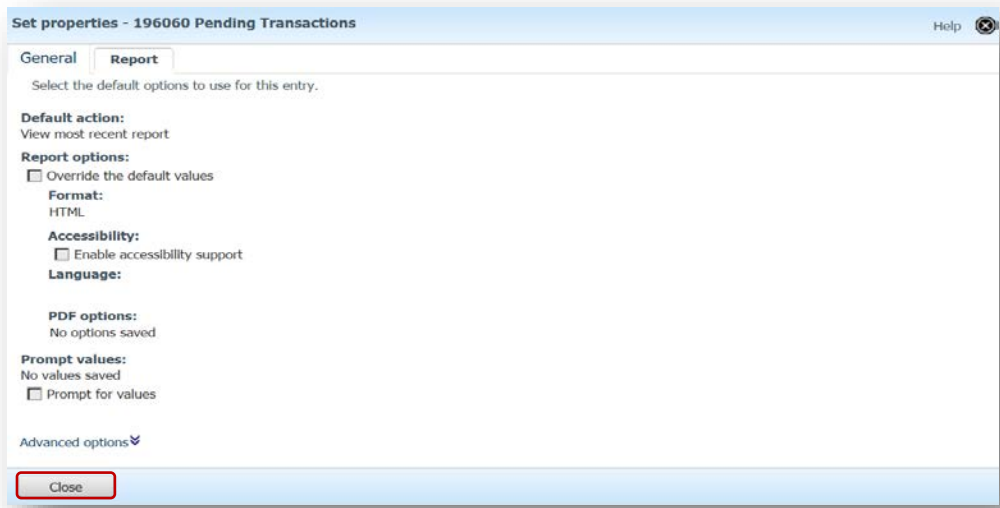 Set properties - 196060 Pending Transactions
Help
General
Report
Select the default options to use for this entry.
Default action:
View most recent report
Report options:
Override the default values
Format:
HTML
Accessibility:
Enable accessibility support
Language:
PDF options:
No options saved
Prompt values:
No values saved
Prompt for values
Advanced options
Close